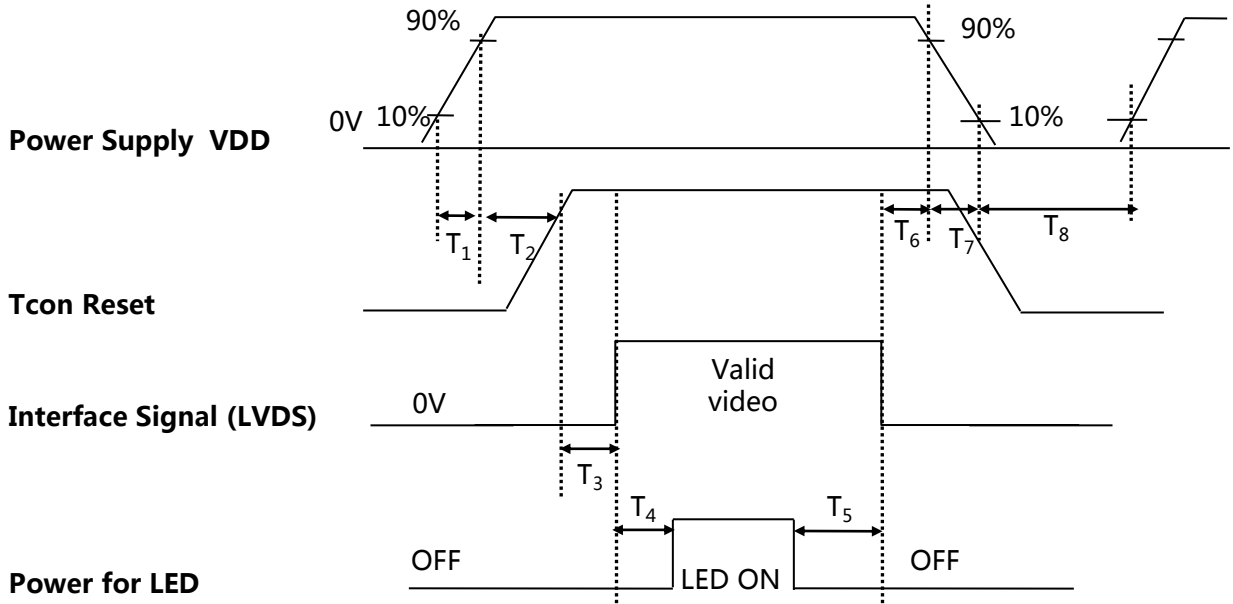 90%
90%
0V 10%
10%
Power Supply VDD
T1
T2
T6
T7
T8
Tcon Reset
Valid
video
0V
Interface Signal (LVDS)
T3
T4
T5
OFF
OFF
LED ON
Power for LED